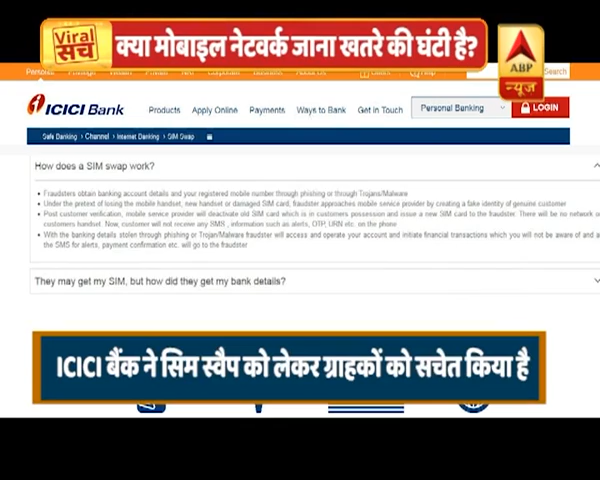 Viral
सच
क्या मोबाइल नेटवर्क जाना खतरे की घंटी है?
ABP
न्यूज़
Search
ICICI Bank
Products Apply Online Payments Ways to Bank Get in Touch Personal Banking LOGIN
Safe Banking > Channel > Internet Banking > SIM Swap
How does a SIM swap work?
Fraudsters obtain banking account details and your registered mobile number through phishing or through Trojans/Malware
Under the pretext of losing the mobile handset, new handset or damaged SIM card, fraudster approaches mobile service provider by creating a fake identity of genuine customer
Post customer verification, mobile service provider will deactivate old SIM card which is in customers possession and issue a new SIM card to the fraudster. There will be no network o
customers handset. Now, customer will not receive any SMS , information such as alerts, OTP, URN etc. on the phone
With the banking details stolen through phishing or Trojan/Malware fraudster will access and operate your account and initiate financial transactions which you will not be aware of and a
the SMS for alerts, payment confirmation etc. will go to the fraudster
They may get my SIM, but how did they get my bank details?
ICICI बैंक ने सिम स्वैप को लेकर ग्राहकों को सचेत किया है